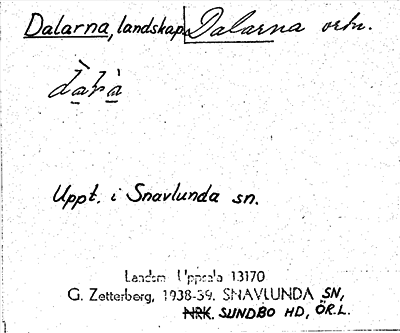 Dalarna, landskap. Dalarna ortn.
dàrà
Uppt. i Snavlunda sn.
Landsm. Uppsala 13170
G. Zetterberg, 1938-39. SNAVLUNDA SN,
NRK. SUNDBO HD, ÖR.L.